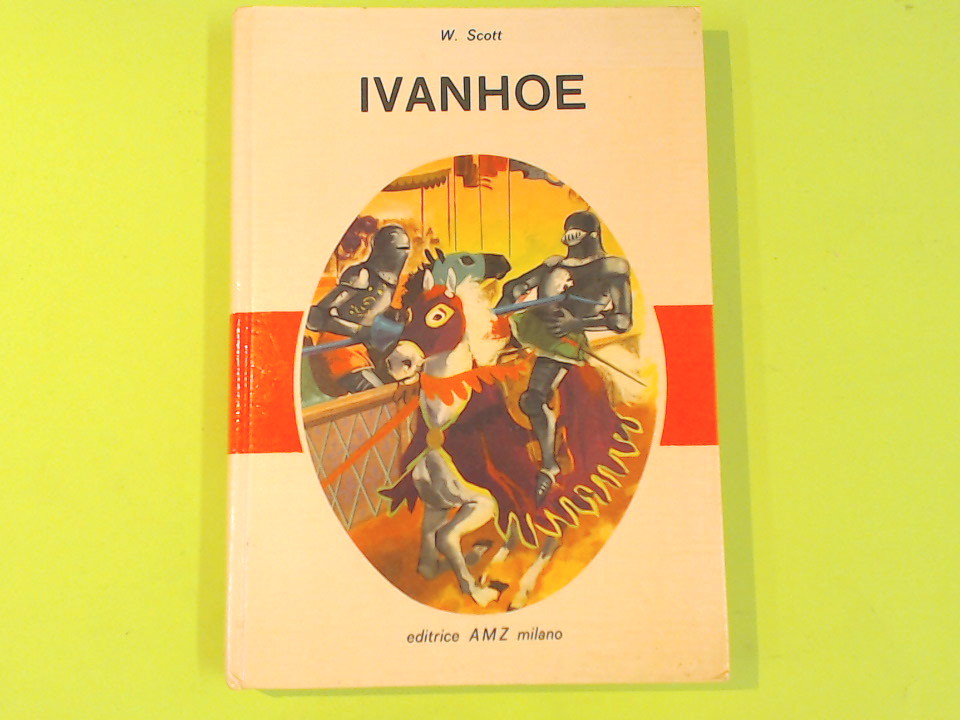 W. Scott
IVANHOE
editrice AMZ milano